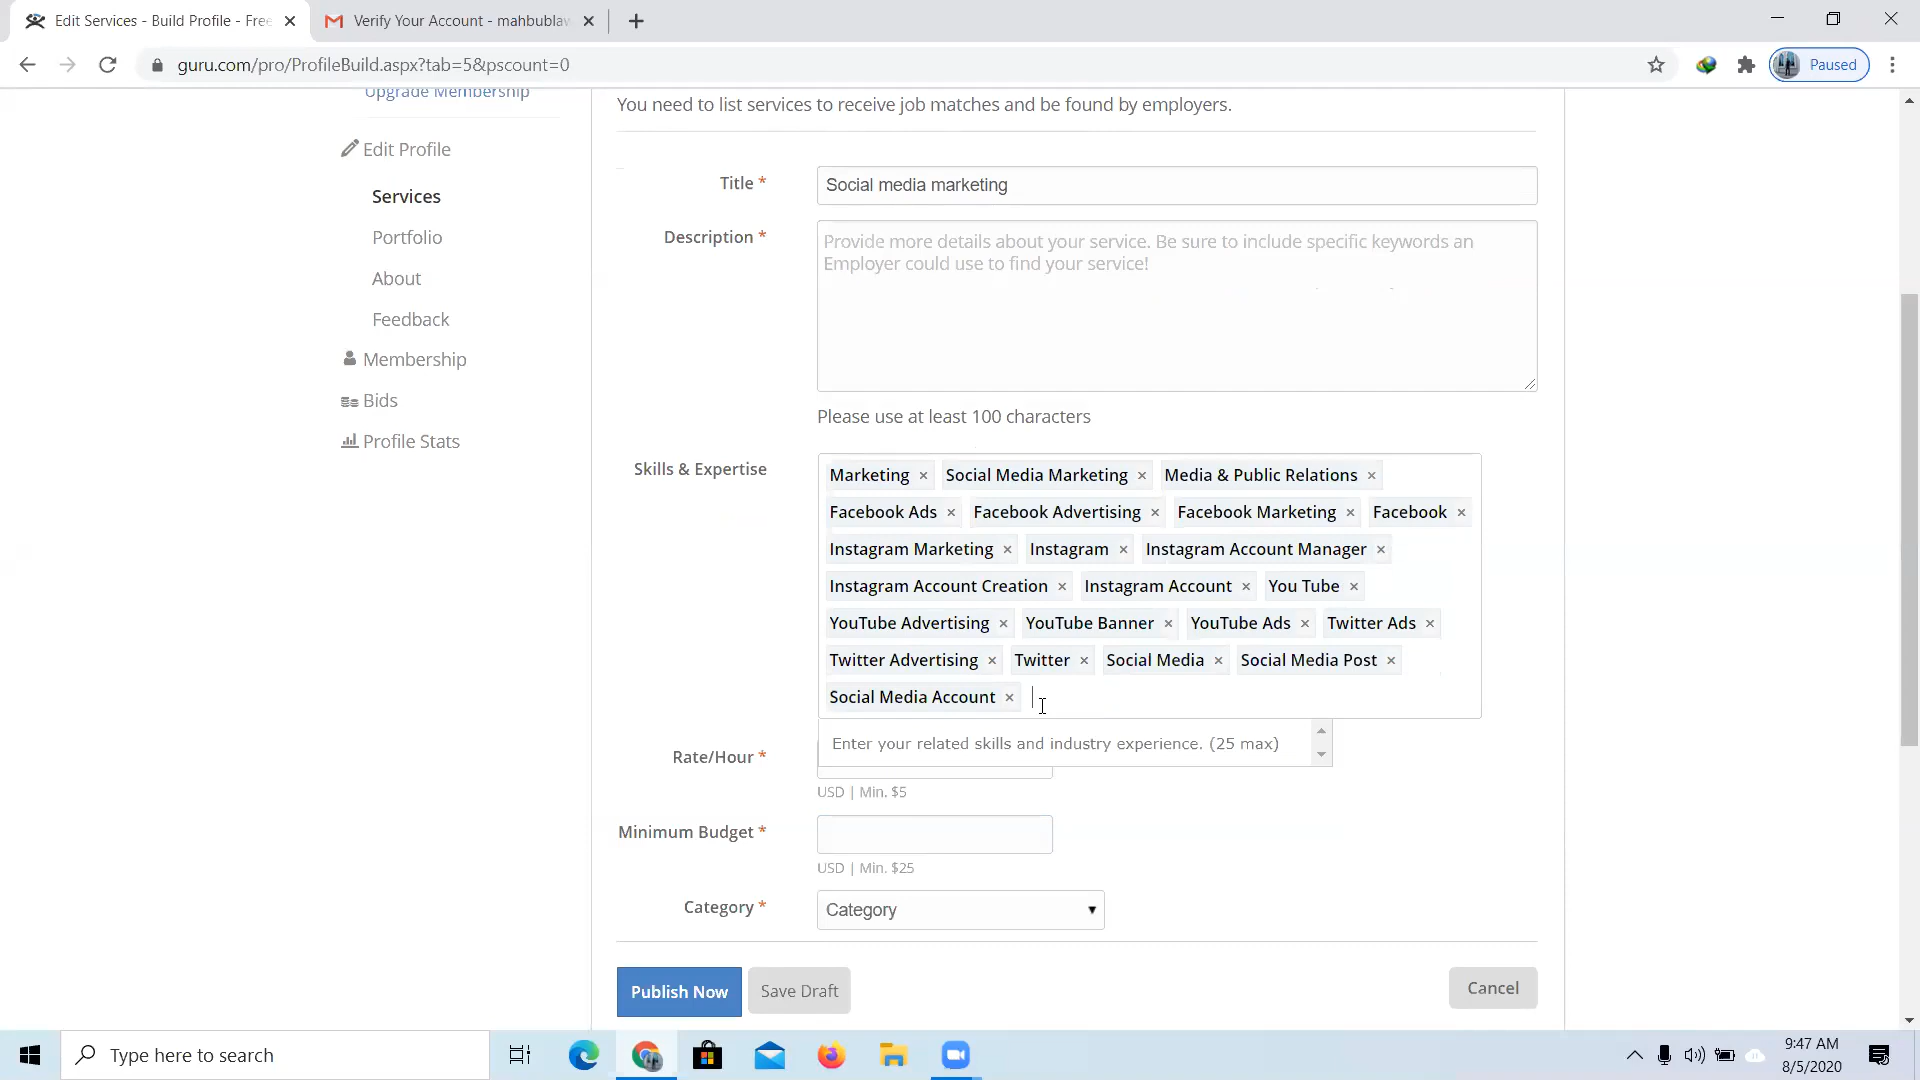 Edit Services - Build Profile - Free
Verify Your Account - mahbublaw
guru.com/pro/ProfileBuild.aspx?tab=5&pscount=0
Paused
Upgrade Membership
Edit Profile
Services
Portfolio
About
Feedback
Membership
Bids
Profile Stats
You need to list services to receive job matches and be found by employers.
Title *
Social media marketing
Description *
Provide more details about your service. Be sure to include specific keywords an
Employer could use to find your service!
Please use at least 100 characters
Skills & Expertise
Marketing × Social Media Marketing × Media & Public Relations ×
Facebook Ads × Facebook Advertising × Facebook Marketing × Facebook ×
Instagram Marketing × Instagram × Instagram Account Manager ×
Instagram Account Creation × Instagram Account × You Tube ×
YouTube Advertising × YouTube Banner × YouTube Ads × Twitter Ads ×
Twitter Advertising × Twitter × Social Media × Social Media Post ×
Social Media Account ×
Enter your related skills and industry experience. (25 max)
Rate/Hour *
USD | Min. $5
Minimum Budget *
USD | Min. $25
Category *
Category
Publish Now
Save Draft
Cancel
Type here to search
9:47 AM
8/5/2020